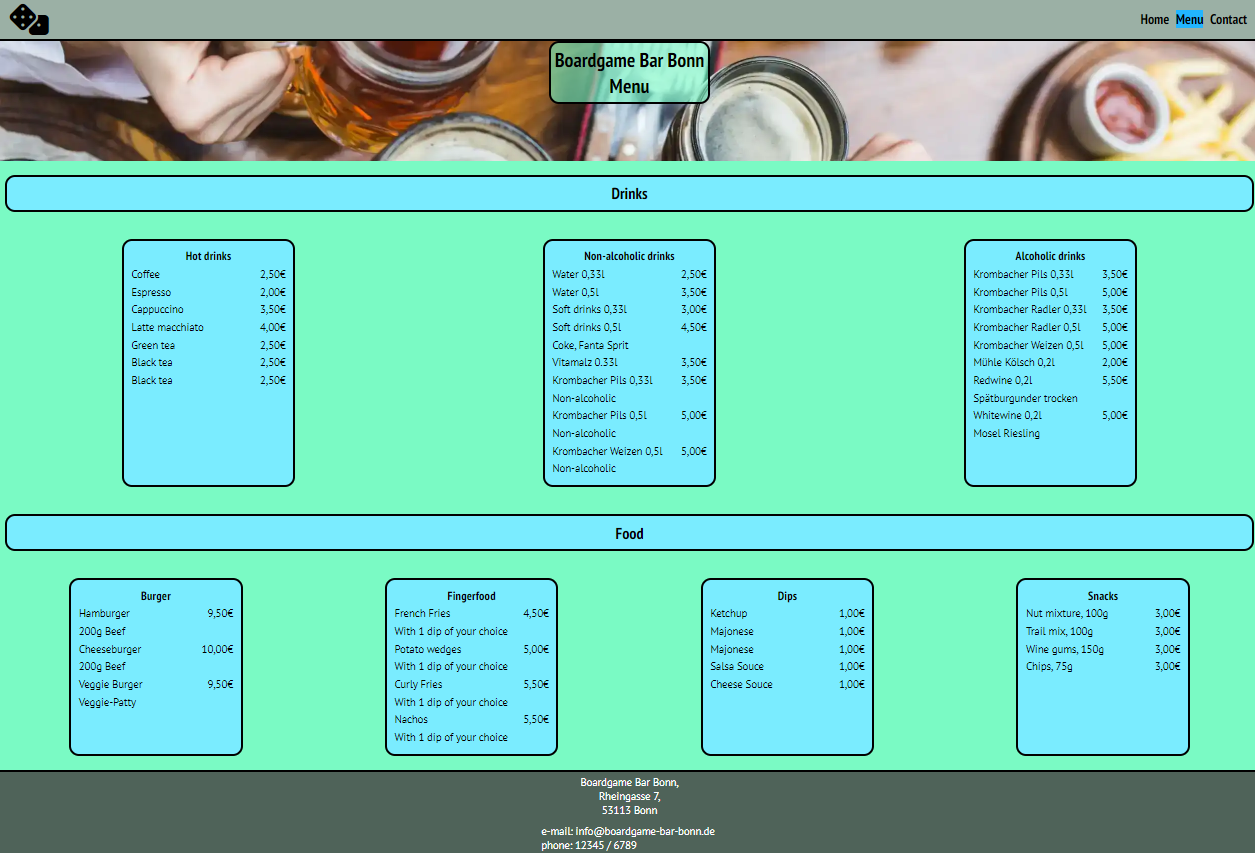 Home Menu Contact
Boardgame Bar Bonn
Menu
Drinks
Hot drinks
Coffee 2,50€
Espresso 2,00€
Cappuccino 3,50€
Latte macchiato 4,00€
Green tea 2,50€
Black tea 2,50€
Black tea 2,50€
Non-alcoholic drinks
Water 0,33l 2,50€
Water 0,5l 3,50€
Soft drinks 0,33l 3,00€
Soft drinks 0,5l 4,50€
Coke, Fanta Sprit
Vitamalz 0.33l 3,50€
Krombacher Pils 0,33l 3,50€
Non-alcoholic
Krombacher Pils 0,5l 5,00€
Non-alcoholic
Krombacher Weizen 0,5l 5,00€
Non-alcoholic
Alcoholic drinks
Krombacher Pils 0,33l 3,50€
Krombacher Pils 0,5l 5,00€
Krombacher Radler 0,33l 3,50€
Krombacher Radler 0,5l 5,00€
Krombacher Weizen 0,5l 5,00€
Mühle Kölsch 0,2l 2,00€
Redwine 0,2l 5,50€
Spätburgunder trocken
Whitewine 0,2l 5,00€
Mosel Riesling
Food
Burger
Hamburger 9,50€
200g Beef
Cheeseburger 10,00€
200g Beef
Veggie Burger 9,50€
Veggie-Patty
Fingerfood
French Fries 4,50€
With 1 dip of your choice
Potato wedges 5,00€
With 1 dip of your choice
Curly Fries 5,50€
With 1 dip of your choice
Nachos 5,50€
With 1 dip of your choice
Dips
Ketchup 1,00€
Majonese 1,00€
Majonese 1,00€
Salsa Souce 1,00€
Cheese Souce 1,00€
Snacks
Nut mixture, 100g 3,00€
Trail mix, 100g 3,00€
Wine gums, 150g 3,00€
Chips, 75g 3,00€
Boardgame Bar Bonn,
Rheingasse 7,
53113 Bonn
e-mail: info@boardgame-bar-bonn.de
phone: 12345 / 6789